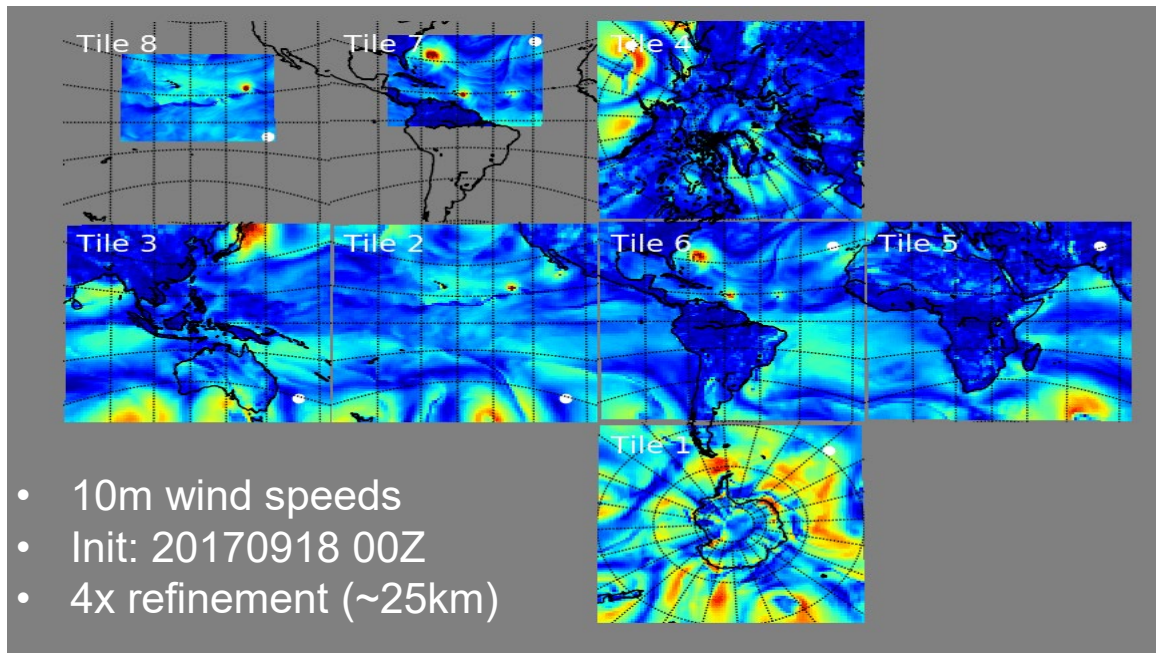 Tile 8
Tile 7
Tile 4
Tile 3
Tile 2
Tile 6
Tile 5
Tile 1
• 10m wind speeds
• Init: 20170918 00Z
• 4x refinement (~25km)